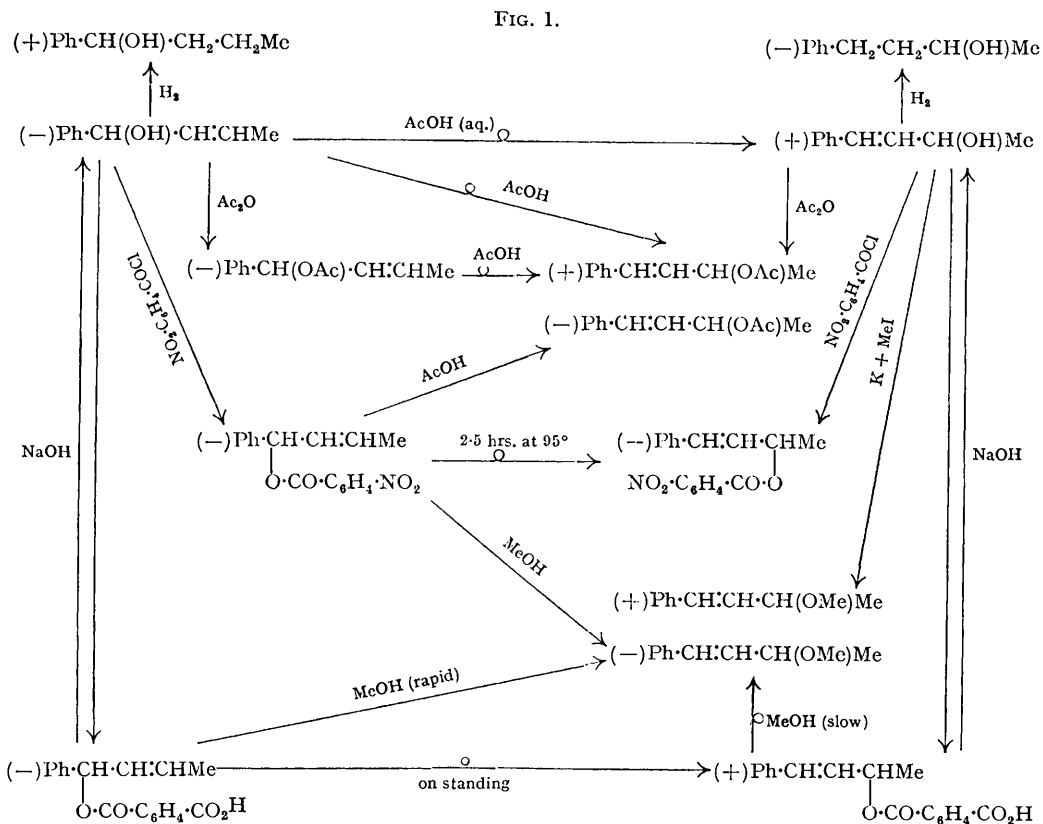 FIG. 1.
(+)Ph·CH(OH)·CH₂·CH₂Me
(−)Ph·CH₂·CH₂·CH(OH)Me
H₂
H₂
(−)Ph·CH(OH)·CH:CHMe
AcOH (aq.)
(+)Ph·CH:CH·CH(OH)Me
AcOH
Ac₂O
Ac₂O
NO₂·C₆H₄·COCl
(−)Ph·CH(OAc)·CH:CHMe
AcOH
(+)Ph·CH:CH·CH(OAc)Me
(−)Ph·CH:CH·CH(OAc)Me
NO₂·C₆H₄·COCl
K + MeI
AcOH
NaOH
(−)Ph·CH·CH:CHMe
O·CO·C₆H₄·NO₂
2·5 hrs. at 95°
(−)Ph·CH:CH·CHMe
NO₂·C₆H₄·CO·O
NaOH
MeOH
(+)Ph·CH:CH·CH(OMe)Me
(−)Ph·CH:CH·CH(OMe)Me
MeOH (rapid)
MeOH (slow)
(−)Ph·CH·CH:CHMe
O·CO·C₆H₄·CO₂H
on standing
(+)Ph·CH:CH·CHMe
O·CO·C₆H₄·CO₂H